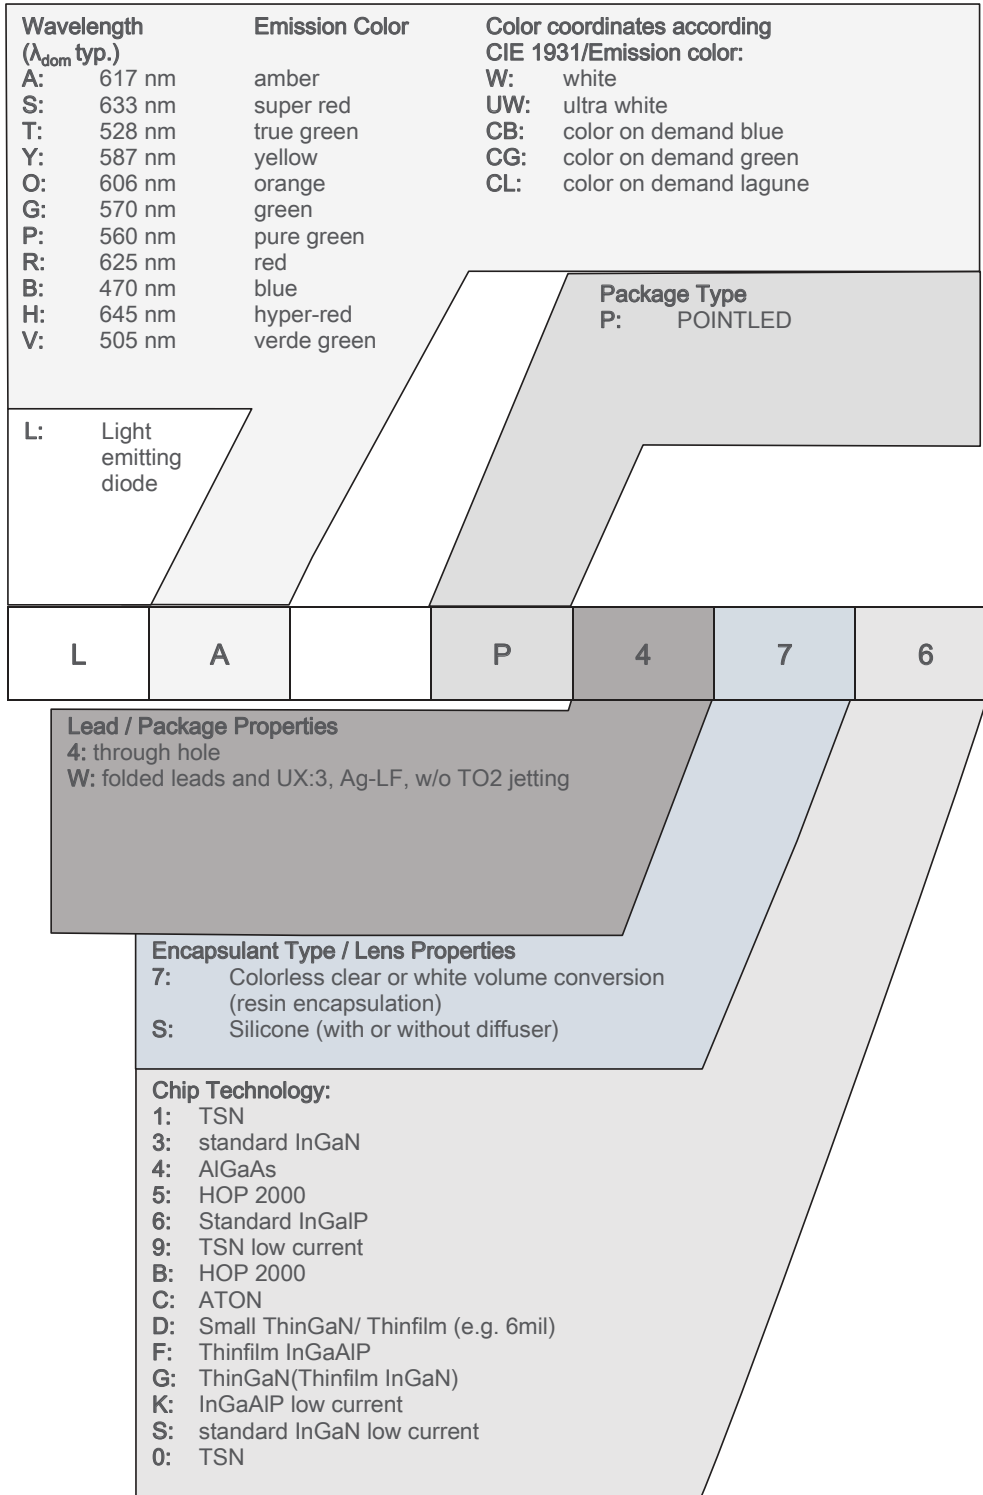 Wavelength Emission Color Color coordinates according
(λdom typ.) CIE 1931/Emission color:
A: 617 nm amber W: white
S: 633 nm super red UW: ultra white
T: 528 nm true green CB: color on demand blue
Y: 587 nm yellow CG: color on demand green
O: 606 nm orange CL: color on demand lagune
G: 570 nm green
P: 560 nm pure green
R: 625 nm red
B: 470 nm blue
H: 645 nm hyper-red
V: 505 nm verde green
Package Type
P: POINTLED
L: Light
emitting
diode
L A P 4 7 6
Lead / Package Properties
4: through hole
W: folded leads and UX:3, Ag-LF, w/o TO2 jetting
Encapsulant Type / Lens Properties
7: Colorless clear or white volume conversion
(resin encapsulation)
S: Silicone (with or without diffuser)
Chip Technology:
1: TSN
3: standard InGaN
4: AlGaAs
5: HOP 2000
6: Standard InGalP
9: TSN low current
B: HOP 2000
C: ATON
D: Small ThinGaN/ Thinfilm (e.g. 6mil)
F: Thinfilm InGaAlP
G: ThinGaN(Thinfilm InGaN)
K: InGaAlP low current
S: standard InGaN low current
0: TSN